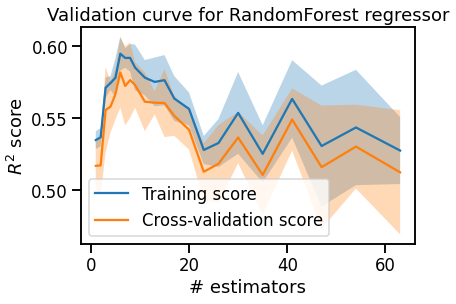 Validation curve for RandomForest regressor
0.60
0.55
0.50
R² score
Training score
Cross-validation score
0
20
40
60
# estimators